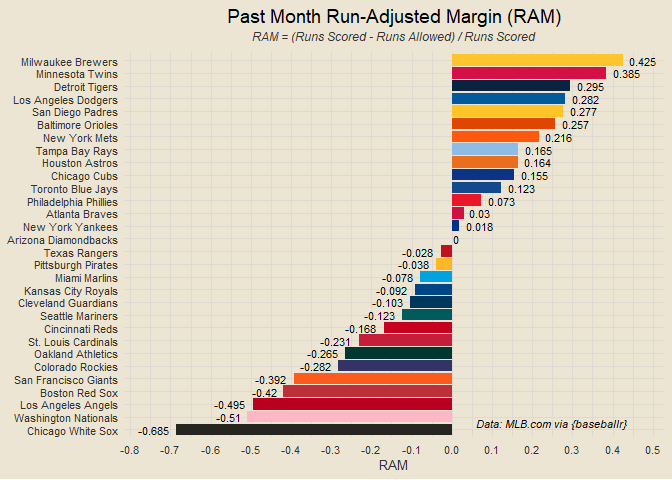 Past Month Run-Adjusted Margin (RAM)
RAM = (Runs Scored - Runs Allowed) / Runs Scored
Milwaukee Brewers 0.425
Minnesota Twins 0.385
Detroit Tigers 0.295
Los Angeles Dodgers 0.282
San Diego Padres 0.277
Baltimore Orioles 0.257
New York Mets 0.216
Tampa Bay Rays 0.165
Houston Astros 0.164
Chicago Cubs 0.155
Toronto Blue Jays 0.123
Philadelphia Phillies 0.073
Atlanta Braves 0.03
New York Yankees 0.018
Arizona Diamondbacks 0
Texas Rangers -0.028
Pittsburgh Pirates -0.038
Miami Marlins -0.078
Kansas City Royals -0.092
Cleveland Guardians -0.103
Seattle Mariners -0.123
Cincinnati Reds -0.168
St. Louis Cardinals -0.231
Oakland Athletics -0.265
Colorado Rockies -0.282
San Francisco Giants -0.392
Boston Red Sox -0.42
Los Angeles Angels -0.495
Washington Nationals -0.51
Chicago White Sox -0.685
Data: MLB.com via {baseballr}
-0.8 -0.7 -0.6 -0.5 -0.4 -0.3 -0.2 -0.1 0.0 0.1 0.2 0.3 0.4 0.5
RAM